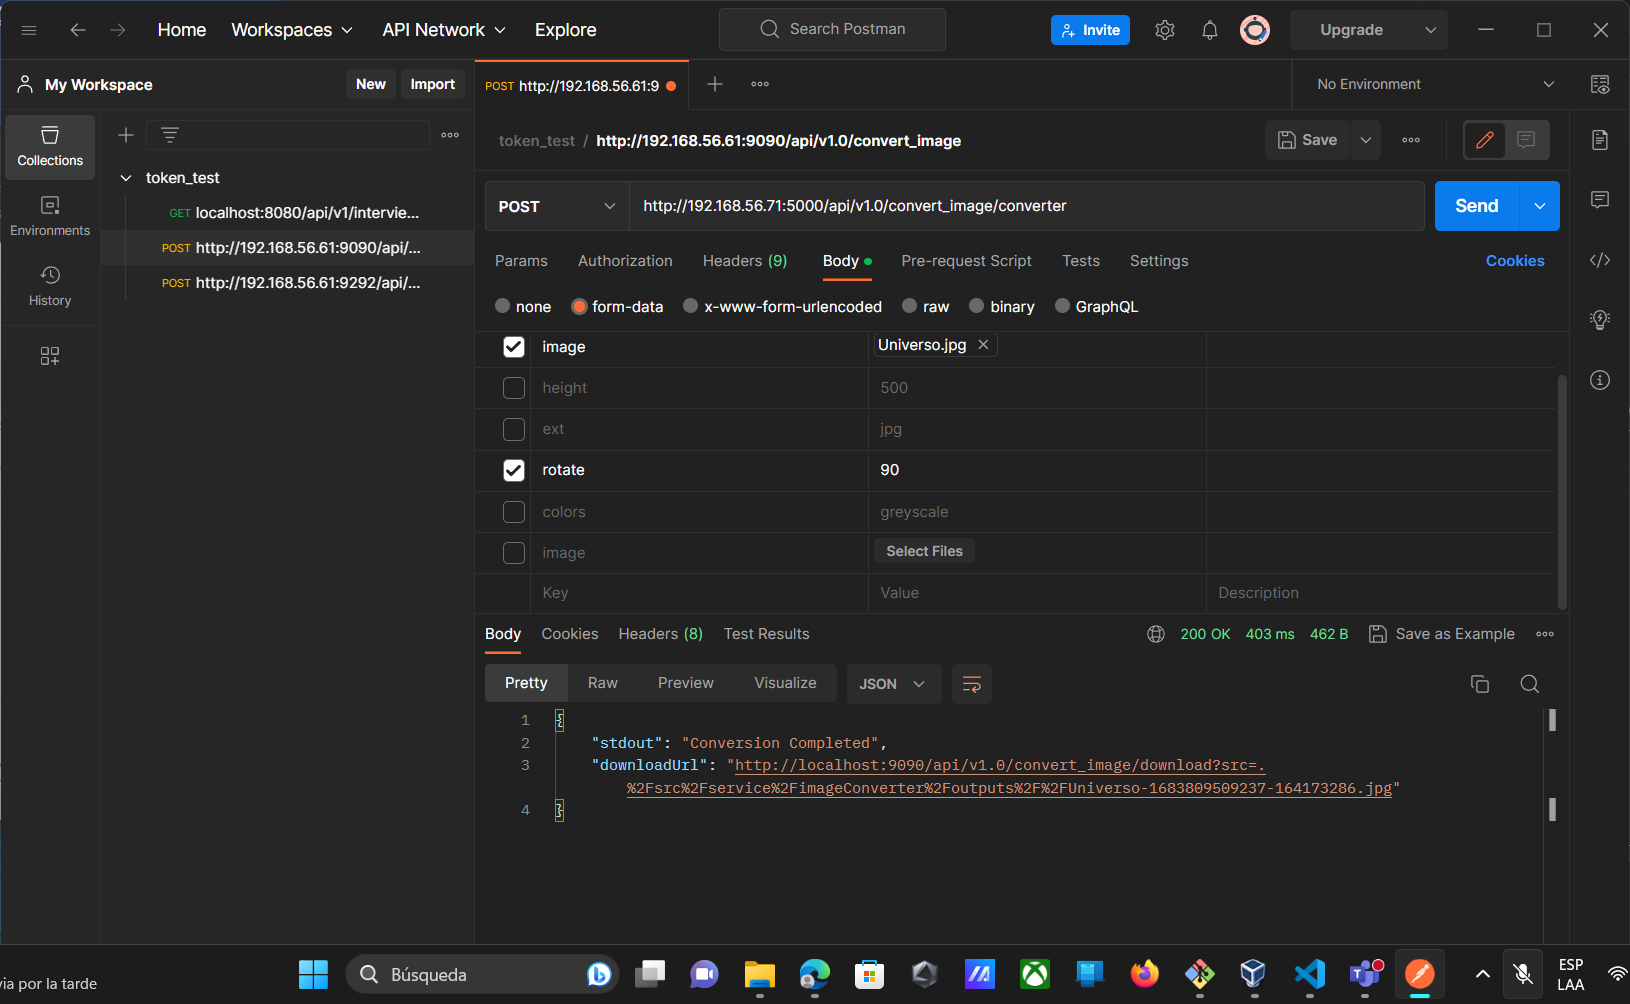 Home Workspaces API Network Explore Search Postman Invite Upgrade
My Workspace New Import POST http://192.168.56.61:9 No Environment
Collections
Environments
History
token_test
GET localhost:8080/api/v1/intervie...
POST http://192.168.56.61:9090/api/...
POST http://192.168.56.61:9292/api/...
token_test / http://192.168.56.61:9090/api/v1.0/convert_image Save
POST http://192.168.56.71:5000/api/v1.0/convert_image/converter Send
Params Authorization Headers (9) Body Pre-request Script Tests Settings Cookies
none form-data x-www-form-urlencoded raw binary GraphQL
image Universo.jpg
height 500
ext jpg
rotate 90
colors greyscale
image Select Files
Key Value Description
Body Cookies Headers (8) Test Results 200 OK 403 ms 462 B Save as Example
Pretty Raw Preview Visualize JSON
1 {
2 "stdout": "Conversion Completed",
3 "downloadUrl": "http://localhost:9090/api/v1.0/convert_image/download?src=.
%2Fsrc%2Fservice%2FimageConverter%2Foutputs%2F%2FUniverso-1683809509237-164173286.jpg"
4 }
via por la tarde Búsqueda ESP
LAA